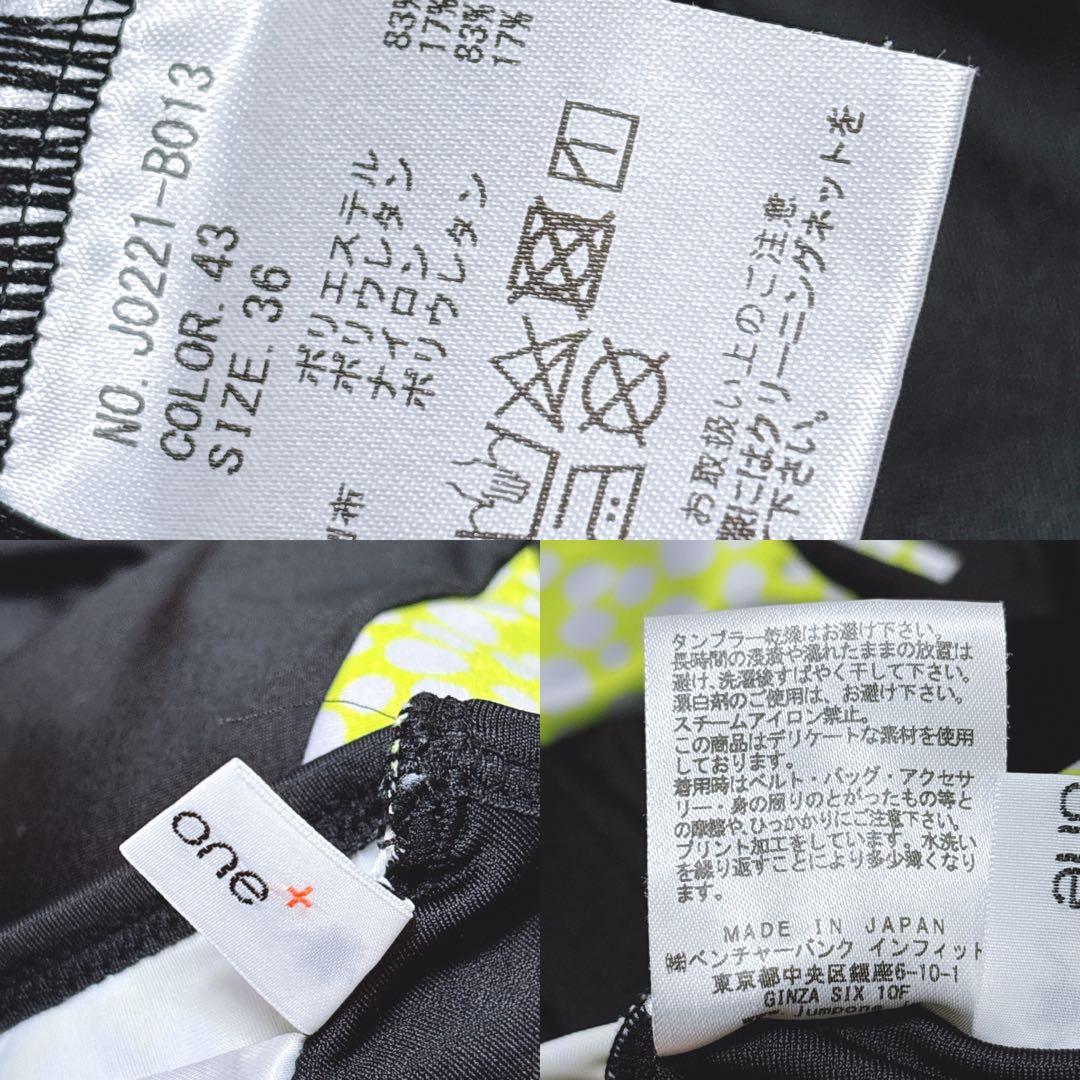 NO. J0221-B013
COLOR. 43
SIZE. 36
ポリエステル 83%
ポリウレタン 17%
ナイロン 83%
ポリウレタン 17%
お取扱い上のご注意
際にはクリーニングネットを
て下さい。
one+
タンブラー乾燥はお避け下さい。
長時間の浸漬や濡れたままの放置は
避け、洗濯後すばやく干して下さい。
漂白剤のご使用は、お避け下さい。
スチームアイロン禁止。
この商品はデリケートな素材を使用
しております。
着用時はベルト・バッグ・アクセサ
リー・身の廻りのとがったもの等と
の摩擦や、ひっかかりにご注意下さい。
プリント加工をしています。水洗い
を繰り返すことにより多少薄くなり
ます。
MADE IN JAPAN
㈱ベンチャーバンク インフィット
東京都中央区銀座6-10-1
GINZA SIX 10F
www.jumpone
one